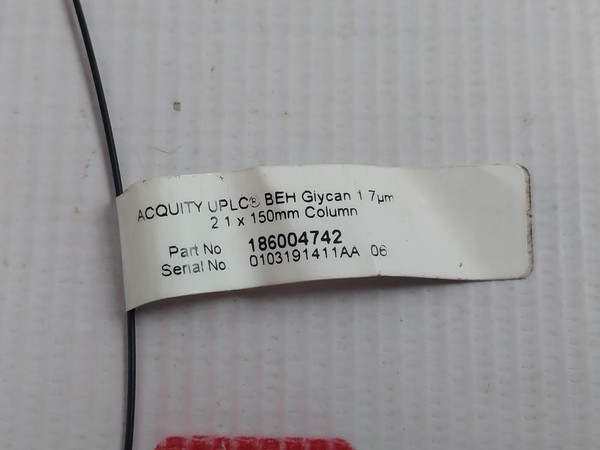 ACQUITY UPLC® BEH Glycan 1 7µm
2 1 x 150mm Column
Part No 186004742
Serial No. 0103191411AA 06